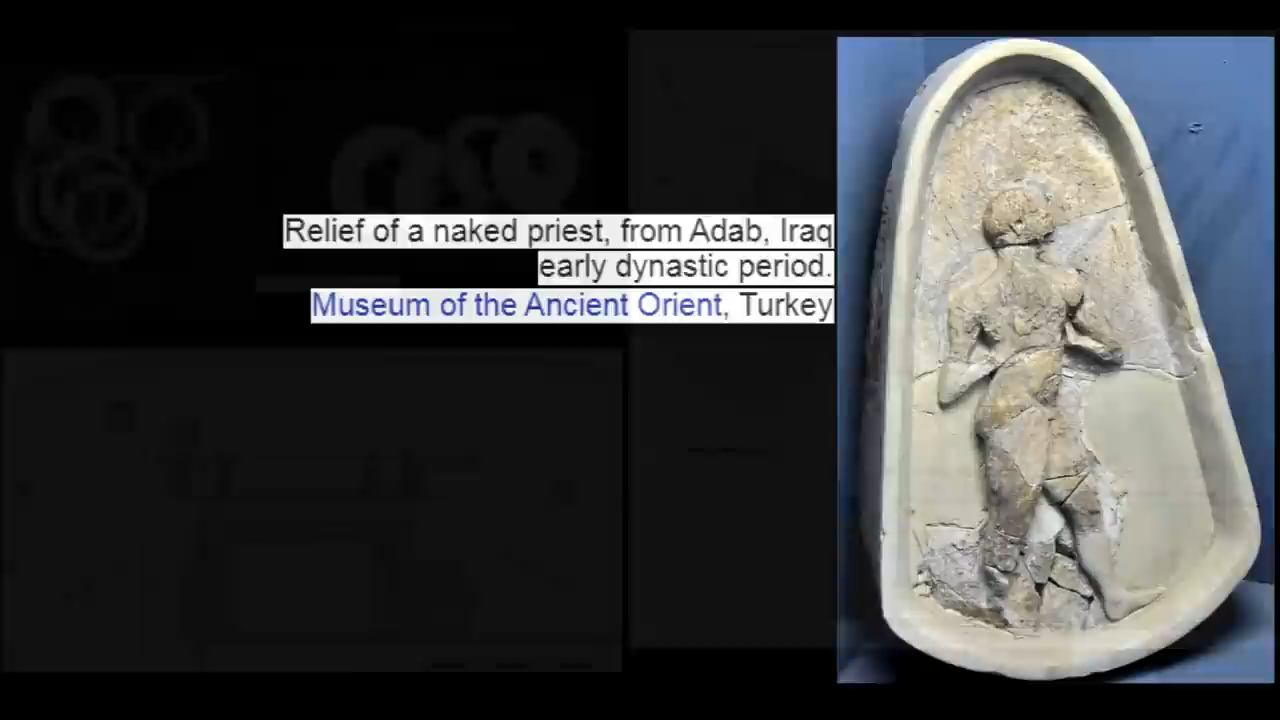 Relief of a naked priest, from Adab, Iraq
early dynastic period.
Museum of the Ancient Orient, Turkey